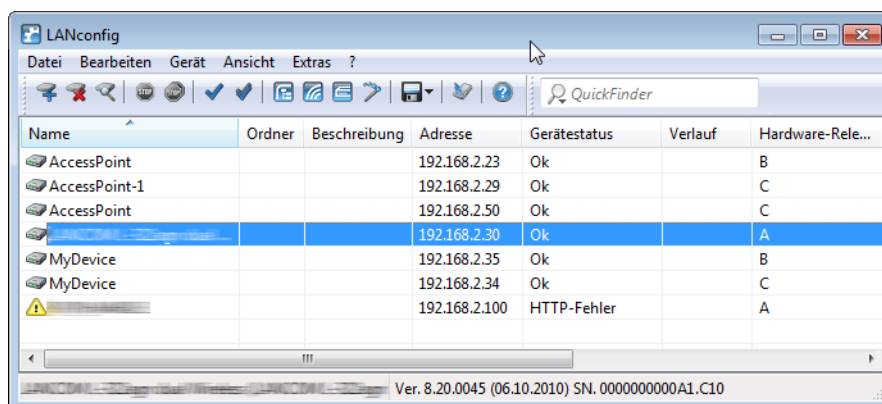 LANconfig
Datei Bearbeiten Gerät Ansicht Extras ?
QuickFinder
Name Ordner Beschreibung Adresse Gerätestatus Verlauf Hardware-Rele...
AccessPoint 192.168.2.23 Ok B
AccessPoint-1 192.168.2.29 Ok C
AccessPoint 192.168.2.50 Ok C
192.168.2.30 Ok A
MyDevice 192.168.2.35 Ok B
MyDevice 192.168.2.34 Ok C
192.168.2.100 HTTP-Fehler A
Ver. 8.20.0045 (06.10.2010) SN. 0000000000A1.C10